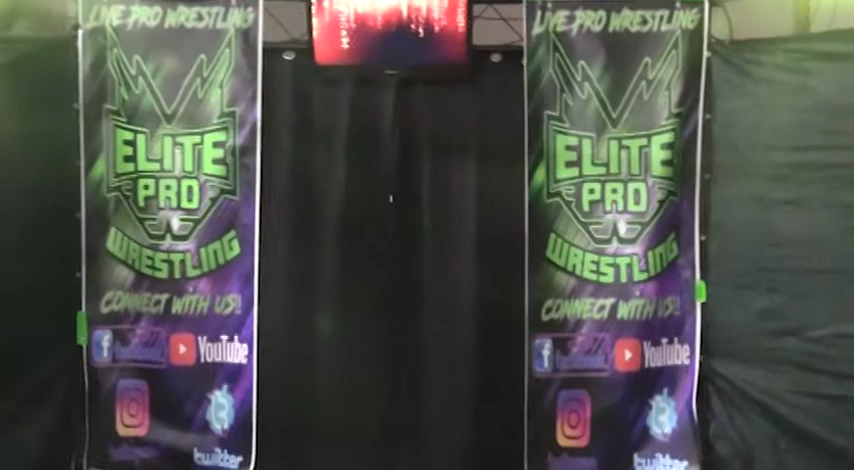 LIVE PRO WRESTLING
ELITE
PRO
WRESTLING
CONNECT WITH US!!
YouTube
twitter
LIVE PRO WRESTLING
ELITE
PRO
WRESTLING
CONNECT WITH US!!
YouTube
twitter